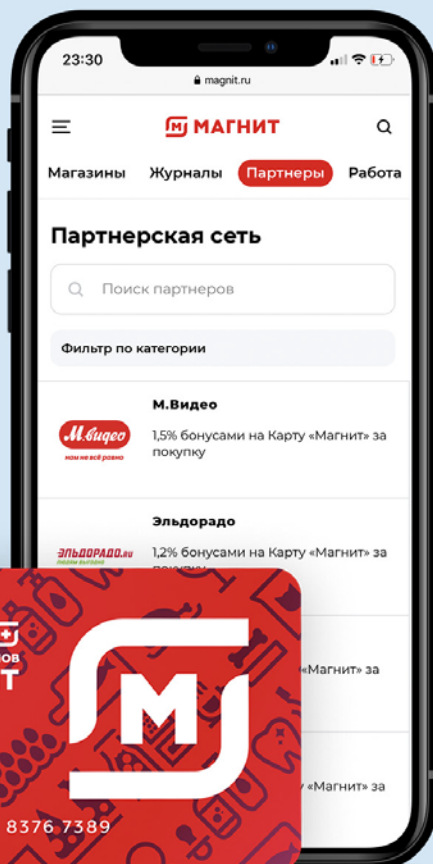 23:30
magnit.ru
М МАГНИТ
Магазины Журналы Партнеры Работа
Партнерская сеть
Поиск партнеров
Фильтр по категории
М.Видео
М.видео
нам не всё равно
1,5% бонусами на Карту «Магнит» за
покупку
Эльдорадо
ЭЛЬДОРАДО.RU
1,2% бонусами на Карту «Магнит» за
«Магнит» за
М
у «Магнит» за
8376 7389